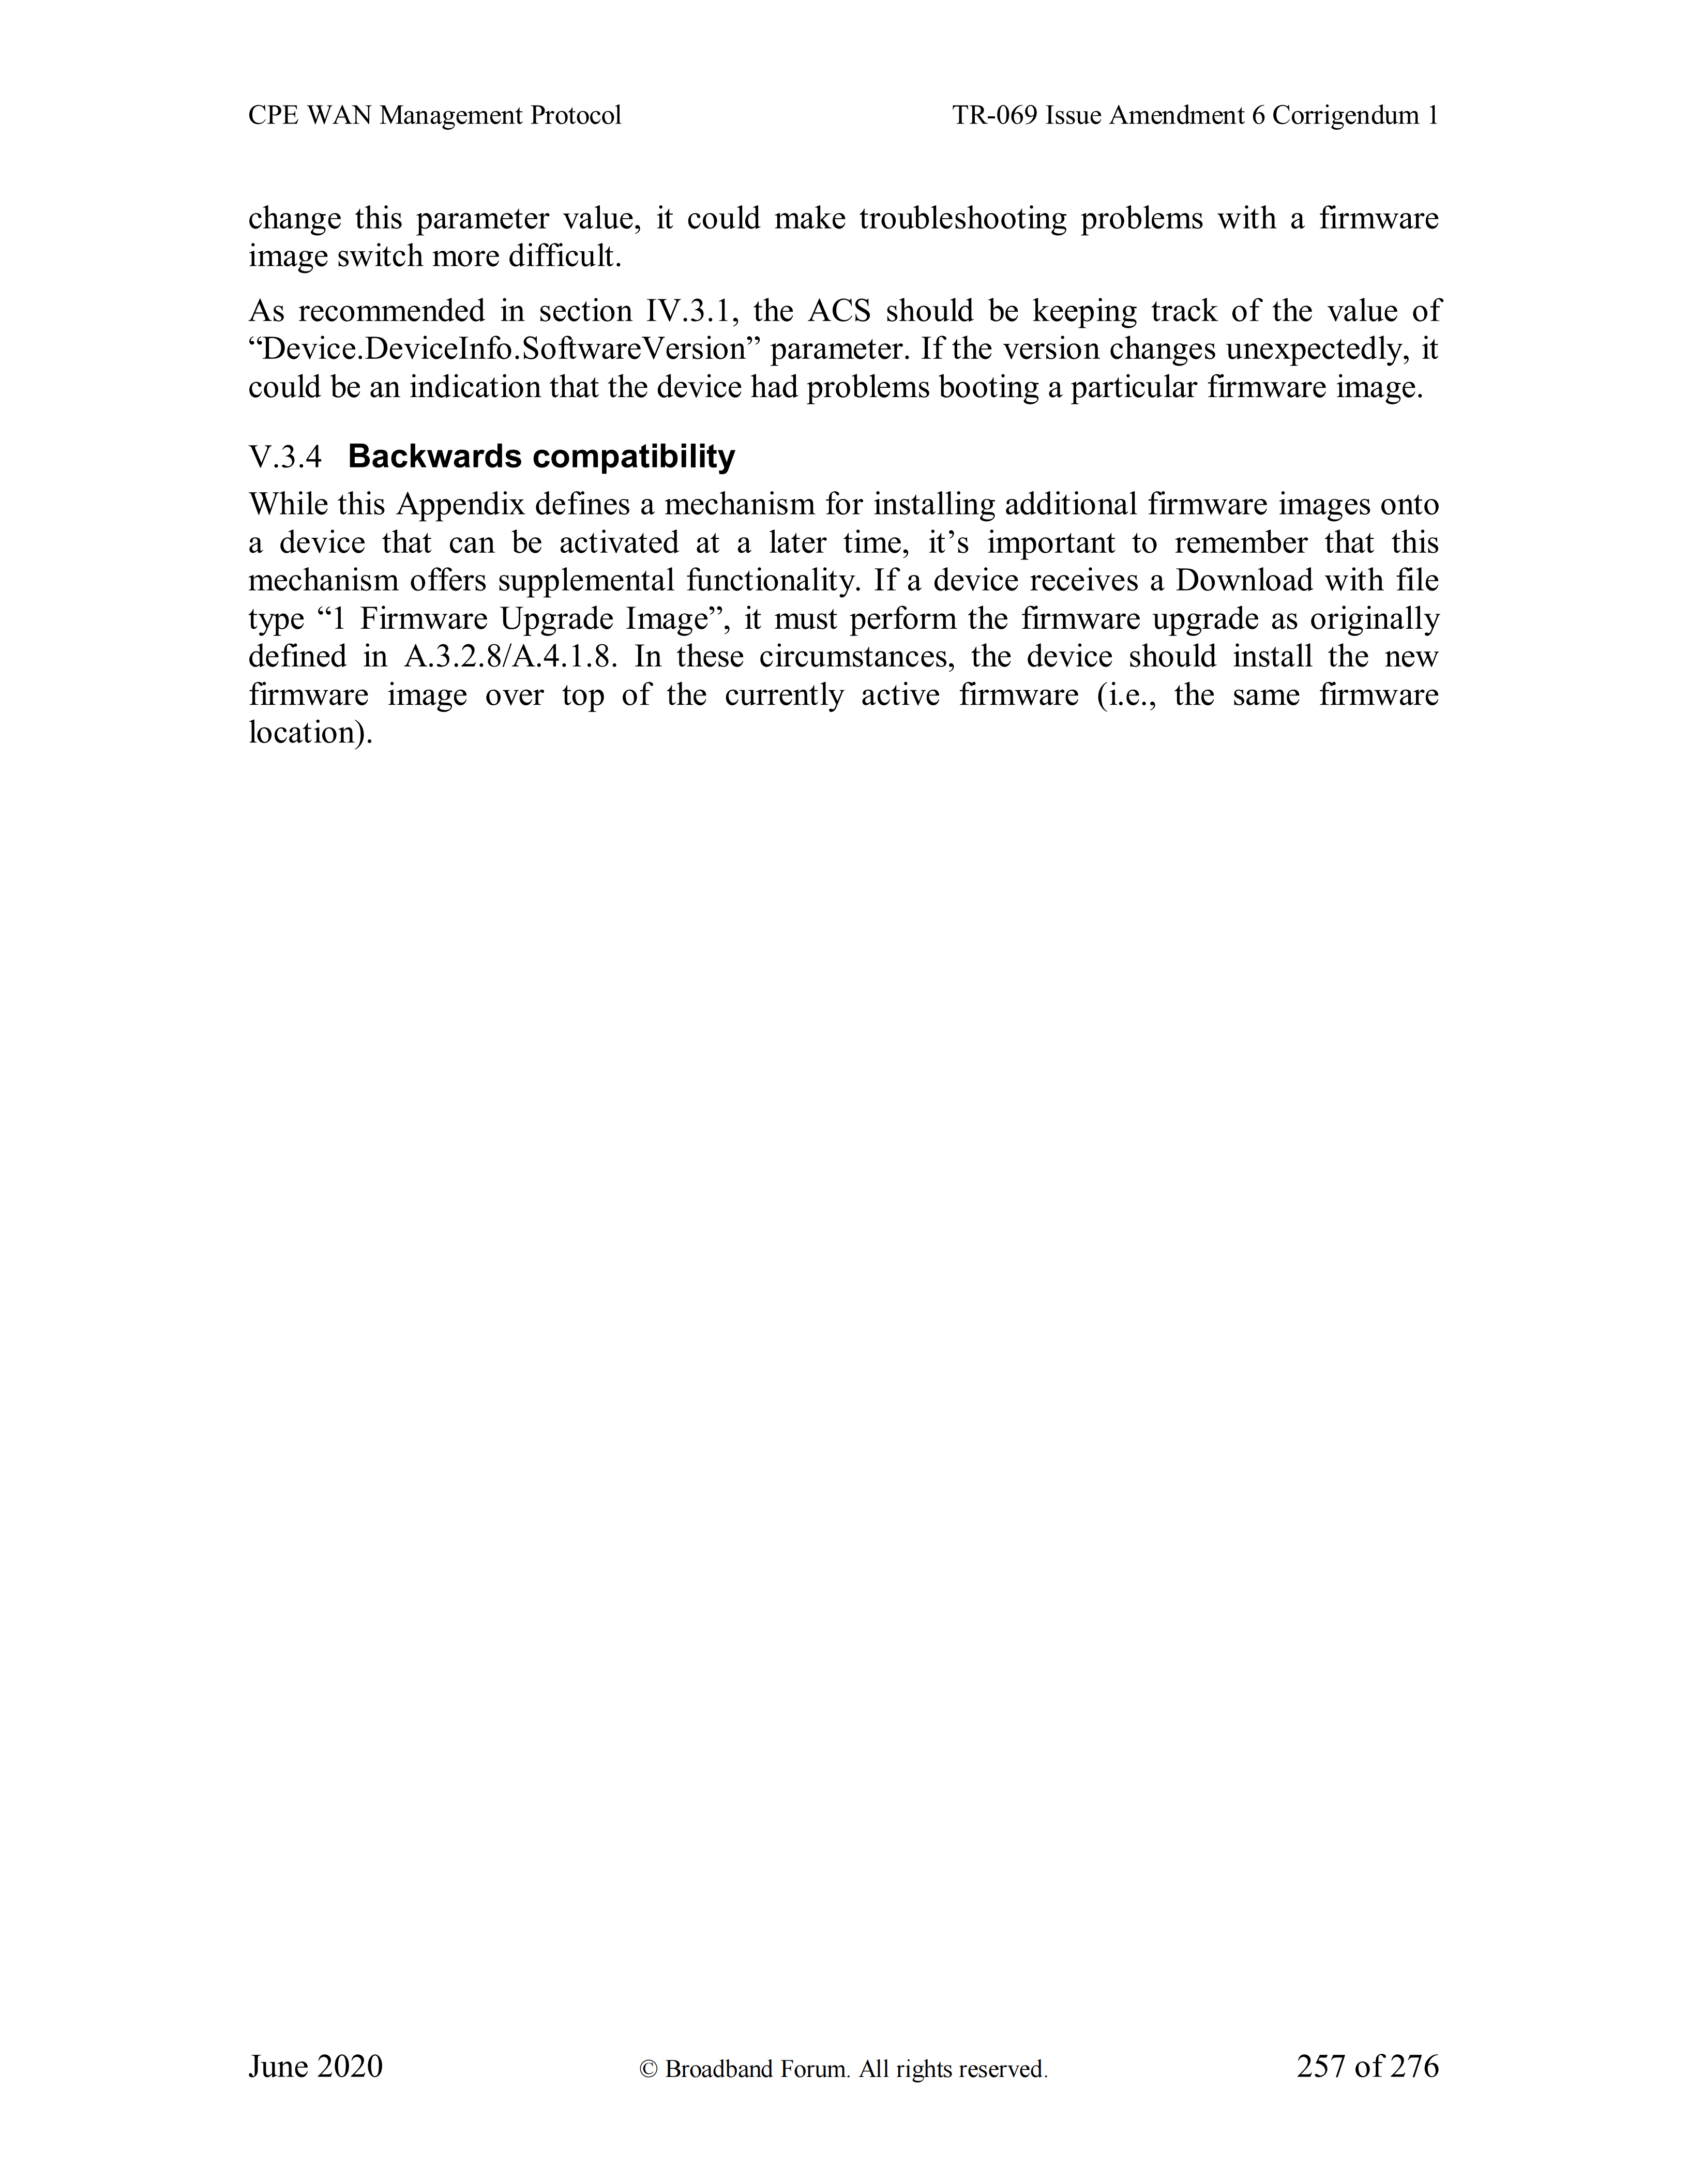 CPE WAN Management Protocol TR-069 Issue Amendment 6 Corrigendum 1
change this parameter value, it could make troubleshooting problems with a firmware
image switch more difficult.
As recommended in section IV.3.1, the ACS should be keeping track of the value of
“Device.DeviceInfo.SoftwareVersion” parameter. If the version changes unexpectedly, it
could be an indication that the device had problems booting a particular firmware image.
V.3.4 Backwards compatibility
While this Appendix defines a mechanism for installing additional firmware images onto
a device that can be activated at a later time, it’s important to remember that this
mechanism offers supplemental functionality. If a device receives a Download with file
type “1 Firmware Upgrade Image”, it must perform the firmware upgrade as originally
defined in A.3.2.8/A.4.1.8. In these circumstances, the device should install the new
firmware image over top of the currently active firmware (i.e., the same firmware
location).
June 2020 © Broadband Forum. All rights reserved. 257 of 276